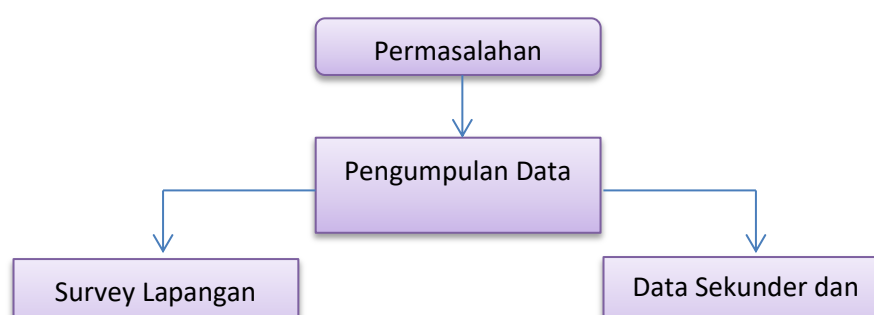 Permasalahan
Pengumpulan Data
Survey Lapangan
Data Sekunder dan